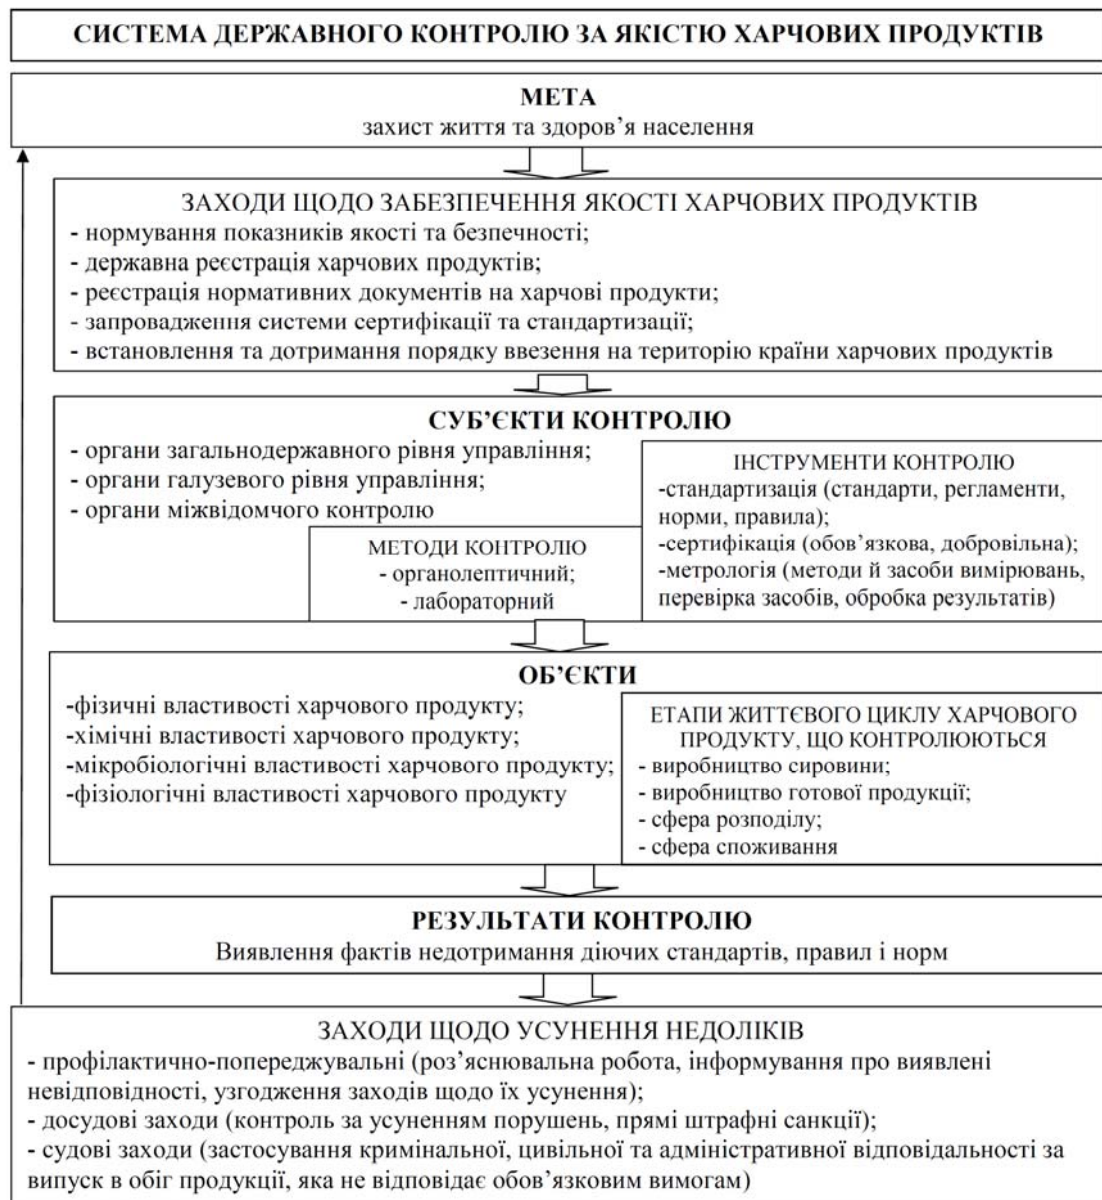 СИСТЕМА ДЕРЖАВНОГО КОНТРОЛЮ ЗА ЯКІСТЮ ХАРЧОВИХ ПРОДУКТІВ
МЕТА
захист життя та здоров’я населення
ЗАХОДИ ЩОДО ЗАБЕЗПЕЧЕННЯ ЯКОСТІ ХАРЧОВИХ ПРОДУКТІВ
- нормування показників якості та безпечності;
- державна реєстрація харчових продуктів;
- реєстрація нормативних документів на харчові продукти;
- запровадження системи сертифікації та стандартизації;
- встановлення та дотримання порядку ввезення на територію країни харчових продуктів
СУБ’ЄКТИ КОНТРОЛЮ
- органи загальнодержавного рівня управління;
- органи галузевого рівня управління;
- органи міжвідомчого контролю
МЕТОДИ КОНТРОЛЮ
- органолептичний;
- лабораторний
ІНСТРУМЕНТИ КОНТРОЛЮ
-стандартизація (стандарти, регламенти,
норми, правила);
-сертифікація (обов’язкова, добровільна);
-метрологія (методи й засоби вимірювань,
перевірка засобів, обробка результатів)
ОБ’ЄКТИ
-фізичні властивості харчового продукту;
-хімічні властивості харчового продукту;
-мікробіологічні властивості харчового продукту;
-фізіологічні властивості харчового продукту
ЕТАПИ ЖИТТЄВОГО ЦИКЛУ ХАРЧОВОГО
ПРОДУКТУ, ЩО КОНТРОЛЮЮТЬСЯ
- виробництво сировини;
- виробництво готової продукції;
- сфера розподілу;
- сфера споживання
РЕЗУЛЬТАТИ КОНТРОЛЮ
Виявлення фактів недотримання діючих стандартів, правил і норм
ЗАХОДИ ЩОДО УСУНЕННЯ НЕДОЛІКІВ
- профілактично-попереджувальні (роз’яснювальна робота, інформування про виявлені
невідповідності, узгодження заходів щодо їх усунення);
- досудові заходи (контроль за усуненням порушень, прямі штрафні санкції);
- судові заходи (застосування кримінальної, цивільної та адміністративної відповідальності за
випуск в обіг продукції, яка не відповідає обов’язковим вимогам)